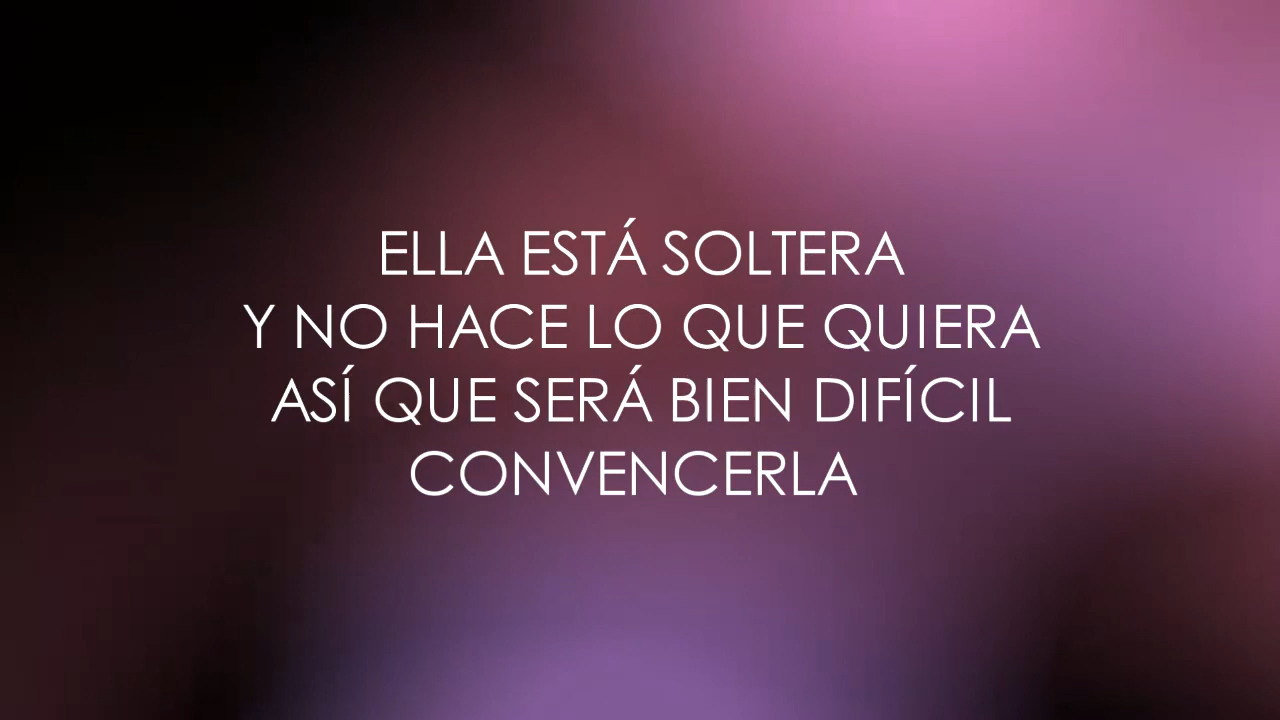 ELLA ESTÁ SOLTERA
Y NO HACE LO QUE QUIERA
ASÍ QUE SERÁ BIEN DIFÍCIL
CONVENCERLA